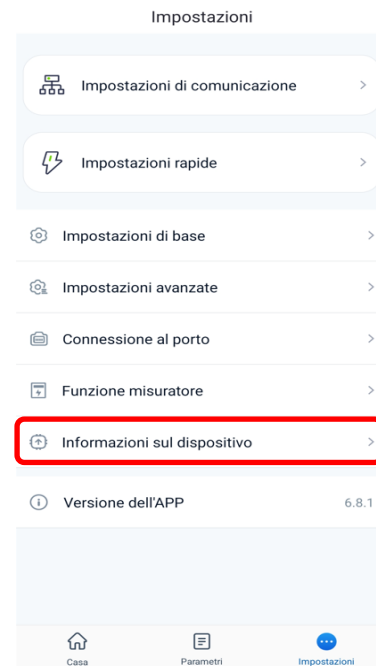 Impostazioni
Impostazioni di comunicazione
Impostazioni rapide
Impostazioni di base
Impostazioni avanzate
Connessione al porto
Funzione misuratore
Informazioni sul dispositivo
Versione dell'APP 6.8.1
Casa Parametri Impostazioni